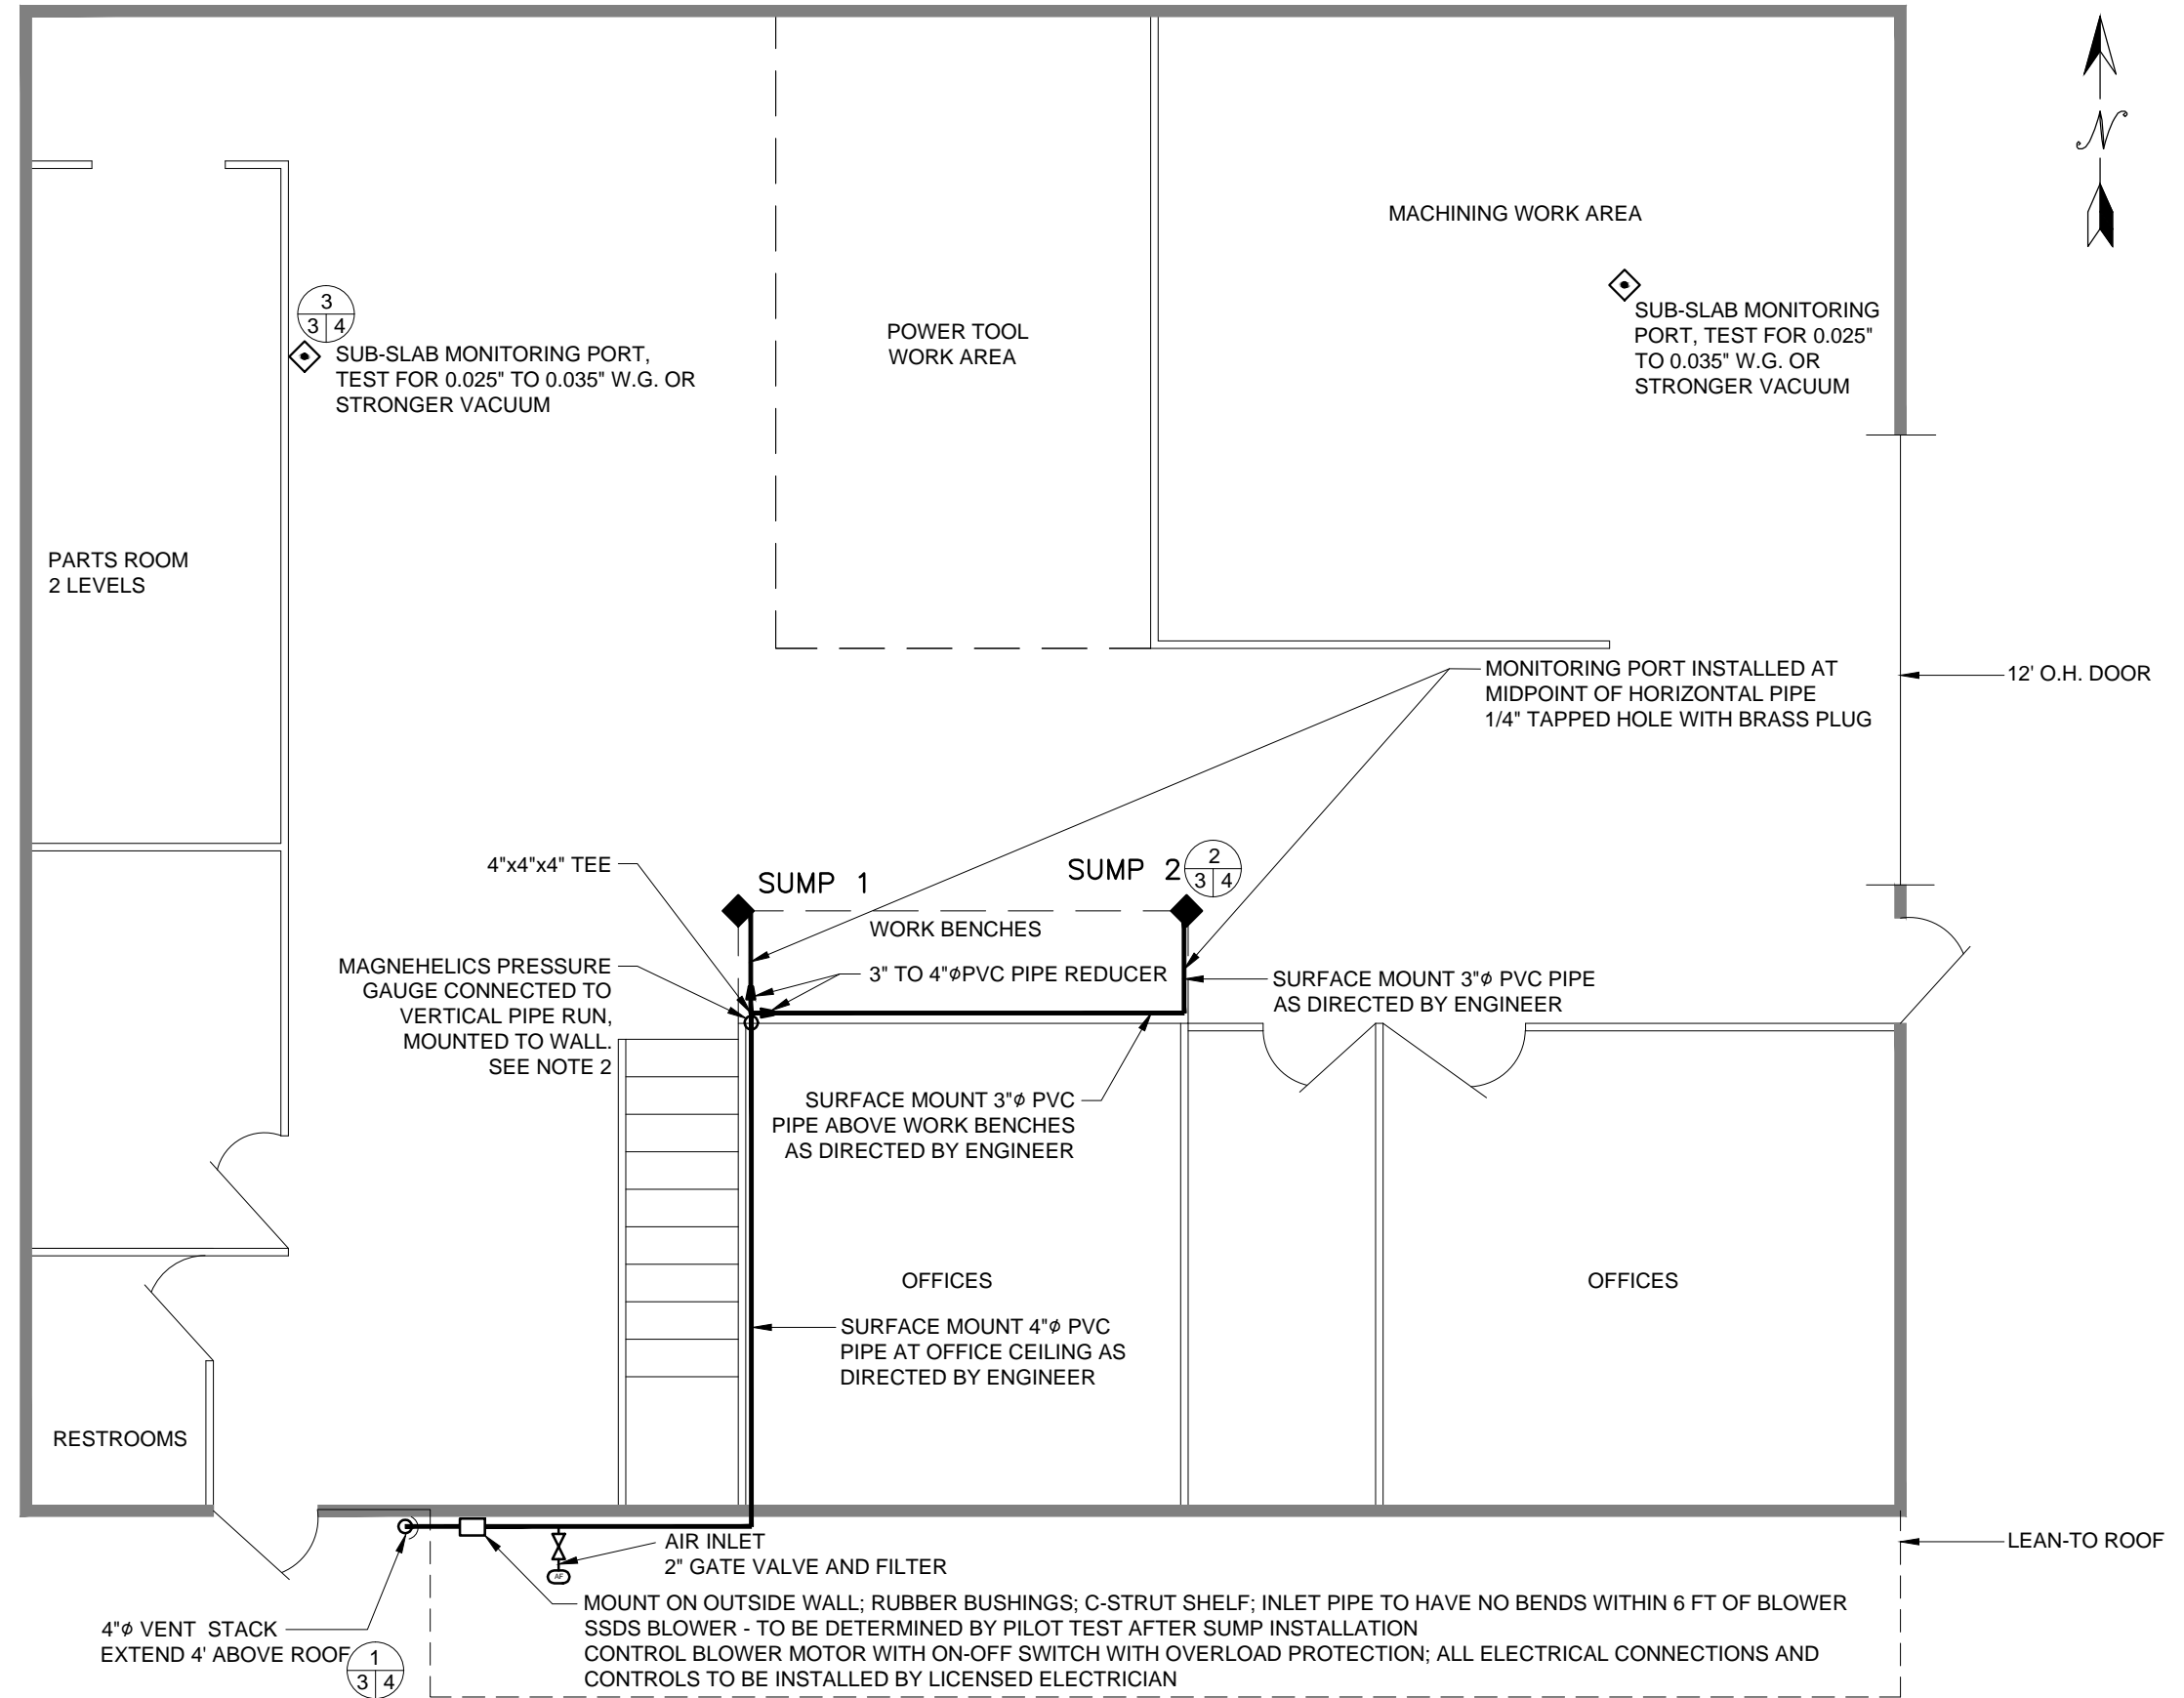 N
MACHINING WORK AREA
3
3 4
SUB-SLAB MONITORING PORT,
TEST FOR 0.025" TO 0.035" W.G. OR
STRONGER VACUUM
POWER TOOL
WORK AREA
SUB-SLAB MONITORING
PORT, TEST FOR 0.025"
TO 0.035" W.G. OR
STRONGER VACUUM
PARTS ROOM
2 LEVELS
MONITORING PORT INSTALLED AT
MIDPOINT OF HORIZONTAL PIPE
1/4" TAPPED HOLE WITH BRASS PLUG
12' O.H. DOOR
4"x4"x4" TEE
SUMP 1
SUMP 2
2
3 4
WORK BENCHES
MAGNEHELICS PRESSURE
GAUGE CONNECTED TO
VERTICAL PIPE RUN,
MOUNTED TO WALL.
SEE NOTE 2
3" TO 4"ϕPVC PIPE REDUCER
SURFACE MOUNT 3"ϕ PVC PIPE
AS DIRECTED BY ENGINEER
SURFACE MOUNT 3"ϕ PVC
PIPE ABOVE WORK BENCHES
AS DIRECTED BY ENGINEER
OFFICES
OFFICES
SURFACE MOUNT 4"ϕ PVC
PIPE AT OFFICE CEILING AS
DIRECTED BY ENGINEER
RESTROOMS
AIR INLET
2" GATE VALVE AND FILTER
AF
LEAN-TO ROOF
MOUNT ON OUTSIDE WALL; RUBBER BUSHINGS; C-STRUT SHELF; INLET PIPE TO HAVE NO BENDS WITHIN 6 FT OF BLOWER
SSDS BLOWER - TO BE DETERMINED BY PILOT TEST AFTER SUMP INSTALLATION
CONTROL BLOWER MOTOR WITH ON-OFF SWITCH WITH OVERLOAD PROTECTION; ALL ELECTRICAL CONNECTIONS AND
CONTROLS TO BE INSTALLED BY LICENSED ELECTRICIAN
4"ϕ VENT STACK
EXTEND 4' ABOVE ROOF
1
3 4